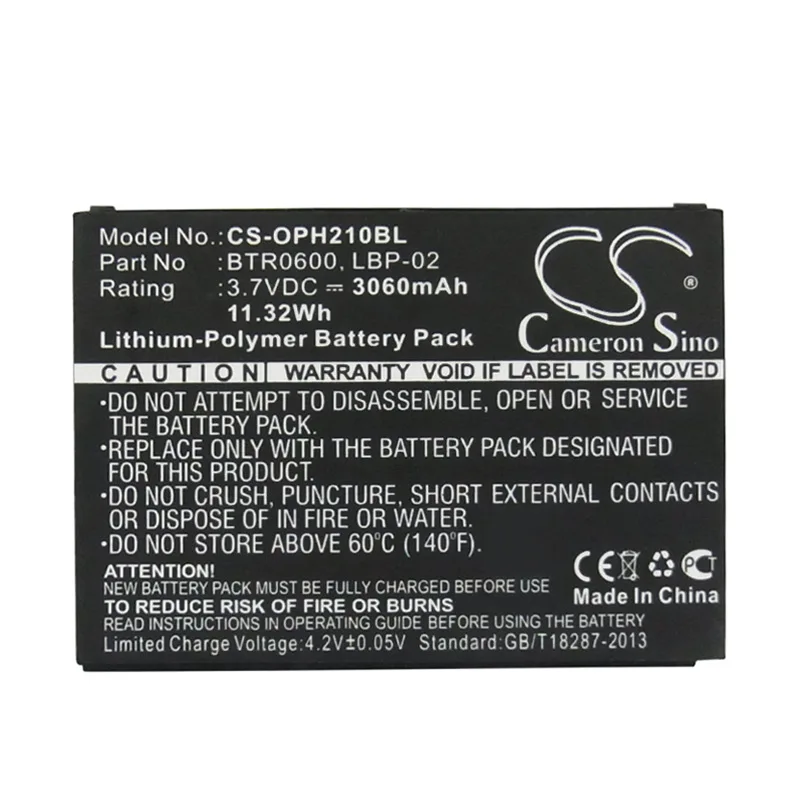 Model No.: CS-OPH210BL
Part No :BTR0600, LBP-02
Rating :3.7VDC ⎓ 3060mAh
11.32Wh
Lithium-Polymer Battery Pack
®
Cameron Sino
CAUTION WARRANTY VOID IF LABEL IS REMOVED
•DO NOT ATTEMPT TO DISASSEMBLE, OPEN OR SERVICE
THE BATTERY PACK.
•REPLACE ONLY WITH THE BATTERY PACK DESIGNATED
FOR THIS EQUIPMENT.
•DO NOT CRUSH, PUNCTURE, SHORT EXTERNAL CONTACTS
OR DISPOSE OF IN FIRE OR WATER.
•DO NOT STORE ABOVE 60°C (140°F).
ATTENTION!
NEW BATTERY PACK MUST BE FULLY CHARGED BEFORE USE.
TO REDUCE RISK OF FIRE OR BURNS
READ INSTRUCTIONS IN OPERATING GUIDE BEFORE USING BATTERY.
Limited Charge Voltage:4.2V±0.05V Standard:GB/T18287-2013
CE PCT
Made In China